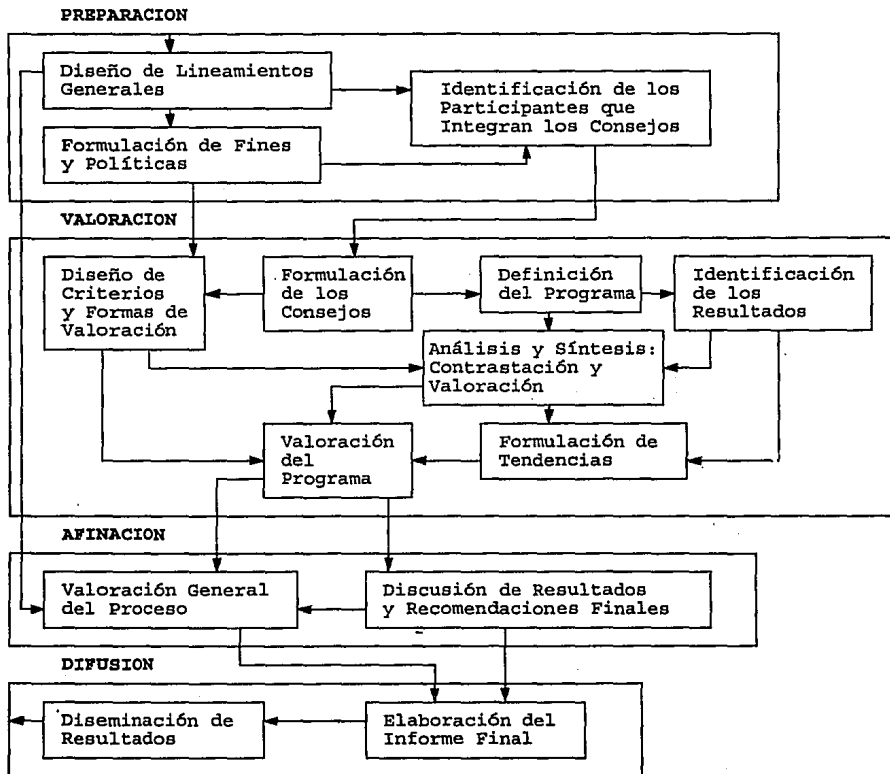 PREPARACION
Diseño de Lineamientos
Generales
Identificación de los
Participantes que
Integran los Consejos
Formulación de Fines
y Políticas
VALORACION
Diseño de
Criterios
y Formas de
Valoración
Formulación
de los
Consejos
Definición
del Programa
Identificación
de los
Resultados
Análisis y Síntesis:
Contrastación y
Valoración
Valoración
del
Programa
Formulación de
Tendencias
AFINACION
Valoración General
del Proceso
Discusión de Resultados
y Recomendaciones Finales
DIFUSION
Diseminación de
Resultados
Elaboración del
Informe Final